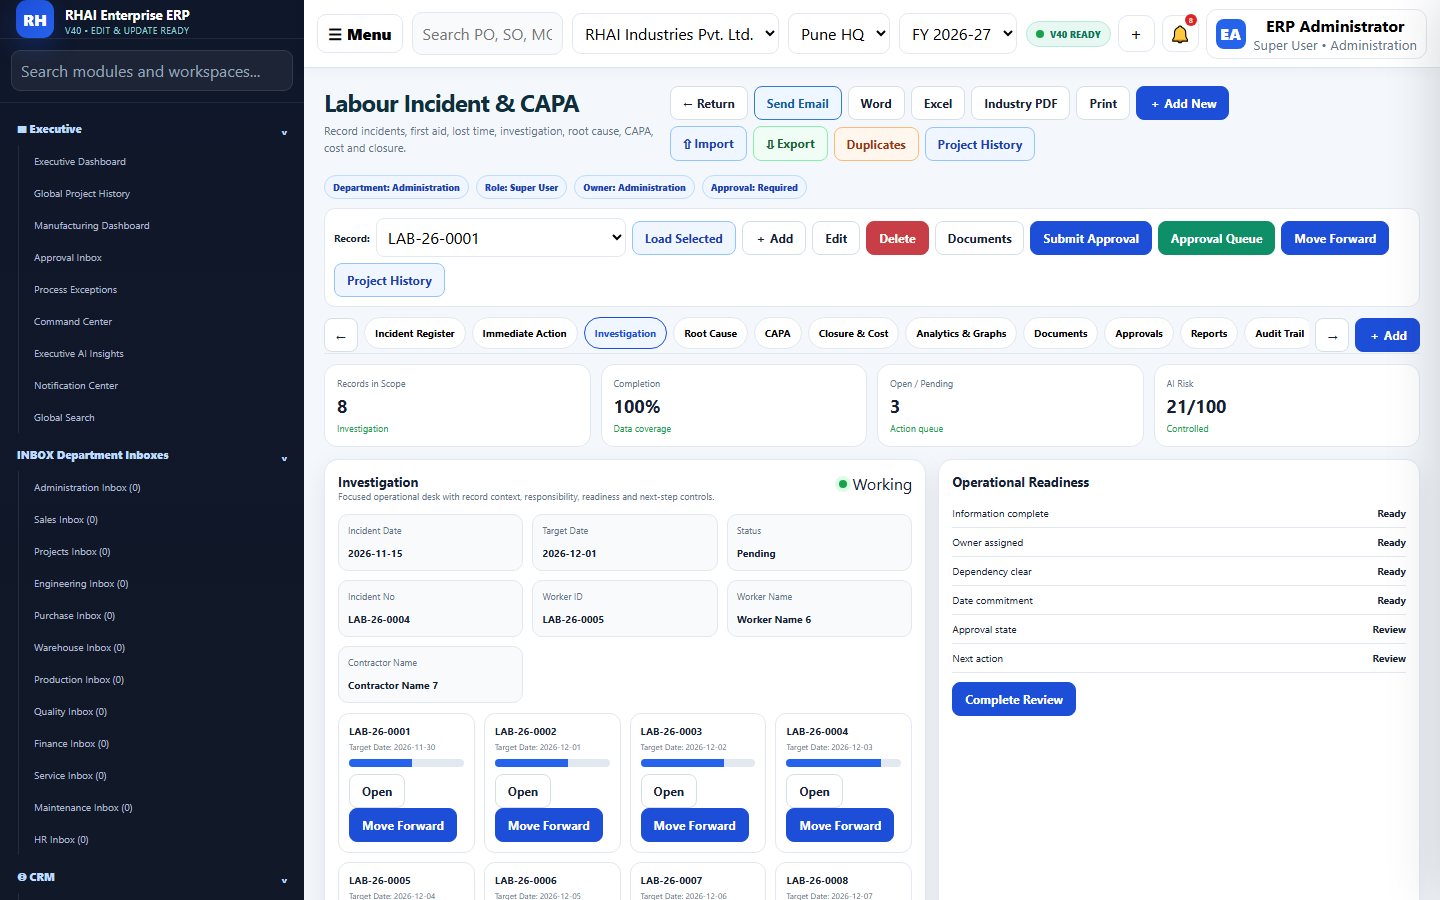 RH
RHAI Enterprise ERP
V40 • EDIT & UPDATE READY
Search modules and workspaces...
Executive
Executive Dashboard
Global Project History
Manufacturing Dashboard
Approval Inbox
Process Exceptions
Command Center
Executive AI Insights
Notification Center
Global Search
INBOX Department Inboxes
Administration Inbox (0)
Sales Inbox (0)
Projects Inbox (0)
Engineering Inbox (0)
Purchase Inbox (0)
Warehouse Inbox (0)
Production Inbox (0)
Quality Inbox (0)
Finance Inbox (0)
Service Inbox (0)
Maintenance Inbox (0)
HR Inbox (0)
CRM
☰ Menu
Search PO, SO, MO
RHAI Industries Pvt. Ltd.
Pune HQ
FY 2026-27
V40 READY
+
8
EA
ERP Administrator
Super User • Administration
Labour Incident & CAPA
Record incidents, first aid, lost time, investigation, root cause, CAPA,
cost and closure.
← Return
Send Email
Word
Excel
Industry PDF
Print
+ Add New
⇧ Import
⇩ Export
Duplicates
Project History
Department: Administration
Role: Super User
Owner: Administration
Approval: Required
Record:
LAB-26-0001
Load Selected
+ Add
Edit
Delete
Documents
Submit Approval
Approval Queue
Move Forward
Project History
←
Incident Register
Immediate Action
Investigation
Root Cause
CAPA
Closure & Cost
Analytics & Graphs
Documents
Approvals
Reports
Audit Trail
→
+ Add
Records in Scope
8
Investigation
Completion
100%
Data coverage
Open / Pending
3
Action queue
AI Risk
21/100
Controlled
Investigation
Focused operational desk with record context, responsibility, readiness and next-step controls.
Working
Incident Date
2026-11-15
Target Date
2026-12-01
Status
Pending
Incident No
LAB-26-0004
Worker ID
LAB-26-0005
Worker Name
Worker Name 6
Contractor Name
Contractor Name 7
LAB-26-0001
Target Date: 2026-11-30
Open
Move Forward
LAB-26-0002
Target Date: 2026-12-01
Open
Move Forward
LAB-26-0003
Target Date: 2026-12-02
Open
Move Forward
LAB-26-0004
Target Date: 2026-12-03
Open
Move Forward
LAB-26-0005
Target Date: 2026-12-04
LAB-26-0006
Target Date: 2026-12-05
LAB-26-0007
Target Date: 2026-12-06
LAB-26-0008
Target Date: 2026-12-07
Operational Readiness
Information complete Ready
Owner assigned Ready
Dependency clear Ready
Date commitment Ready
Approval state Review
Next action Review
Complete Review